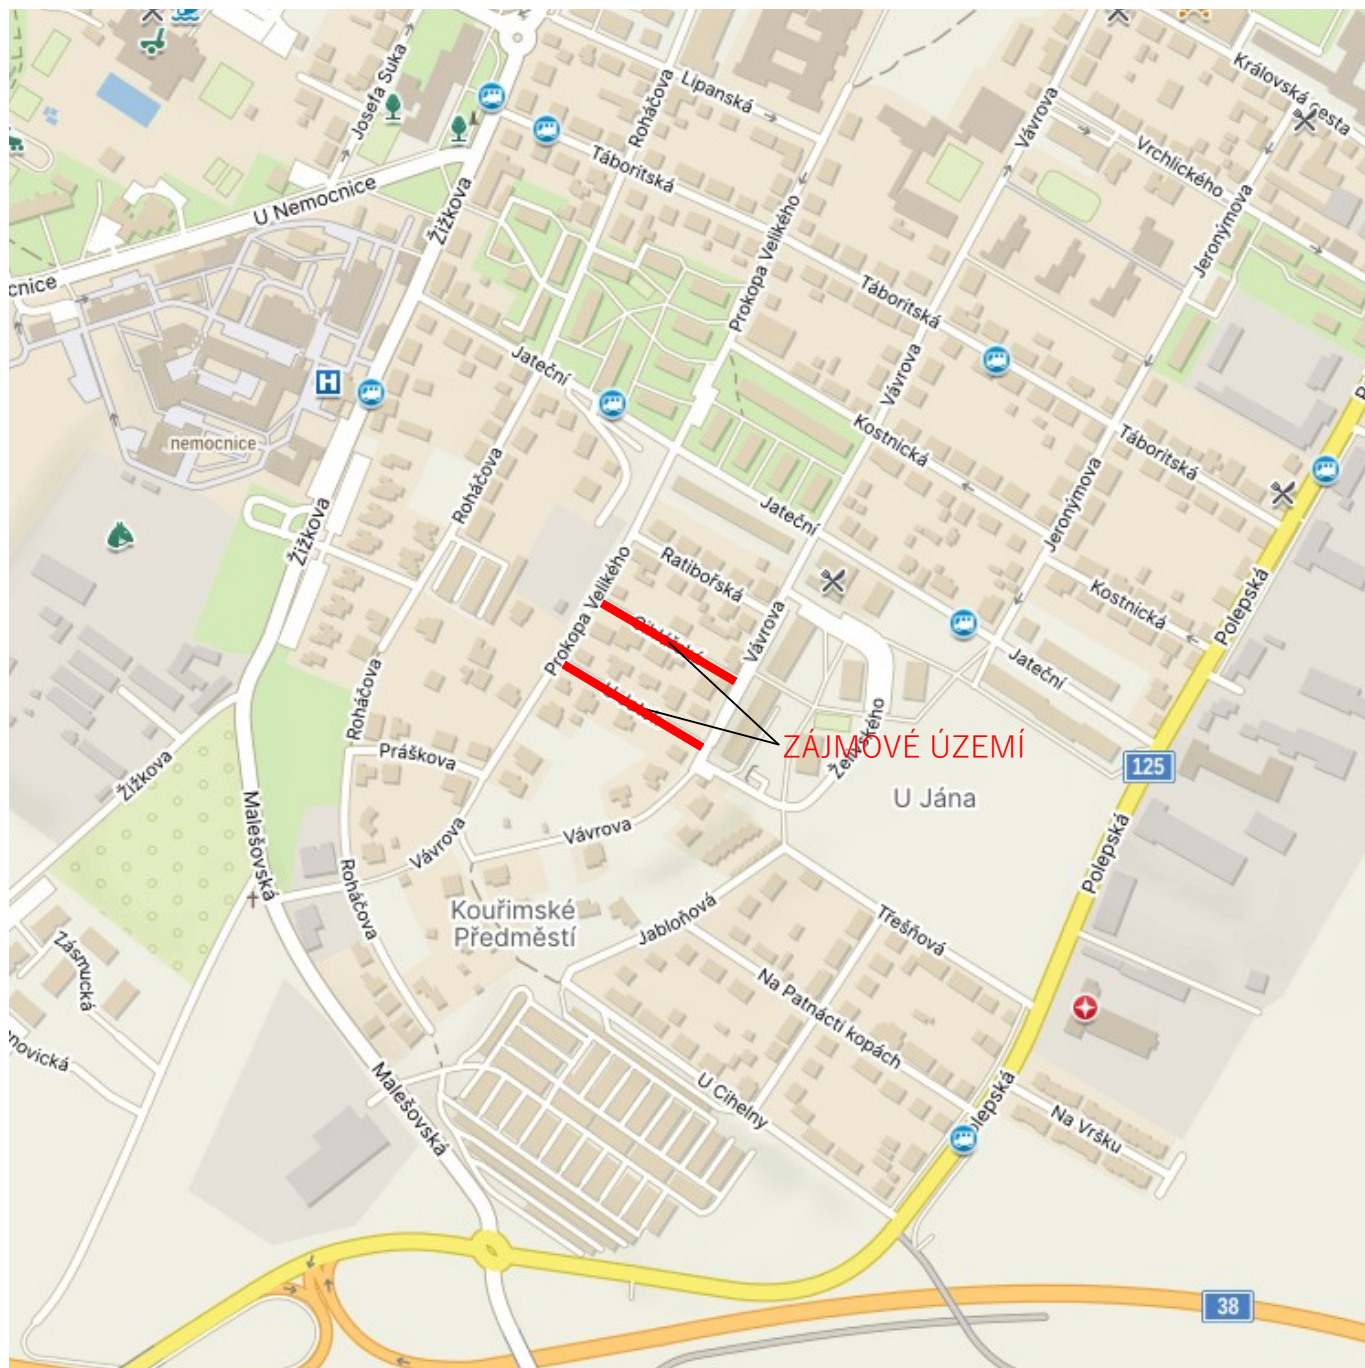 Josefa Suka
Roháčova
Lipanská
Královská cesta
Vávrova
Vrchlického
Táboritská
U Nemocnice
Žižkova
Prokopa Velikého
Jeronýmova
cnice
Táboritská
Jateční
Vávrova
Kostnická
Táboritská
nemocnice
Roháčova
Žižkova
Jateční
Jeronýmova
Ratibořská
Kostnická
Polepská
Prokopa Velikého
Vávrova
Jateční
Roháčova
Práškova
ZÁJMOVÉ ÚZEMÍ
Želivského
125
Žižkova
U Jána
Malešovská
Vávrova
Vávrova
Polepská
Roháčova
Kouřimské
Předměstí
Jabloňová
Třešňová
Zásmucká
Na Patnácti kopách
novická
Malešovská
U Cihelny
olepská
Na Vršku
38